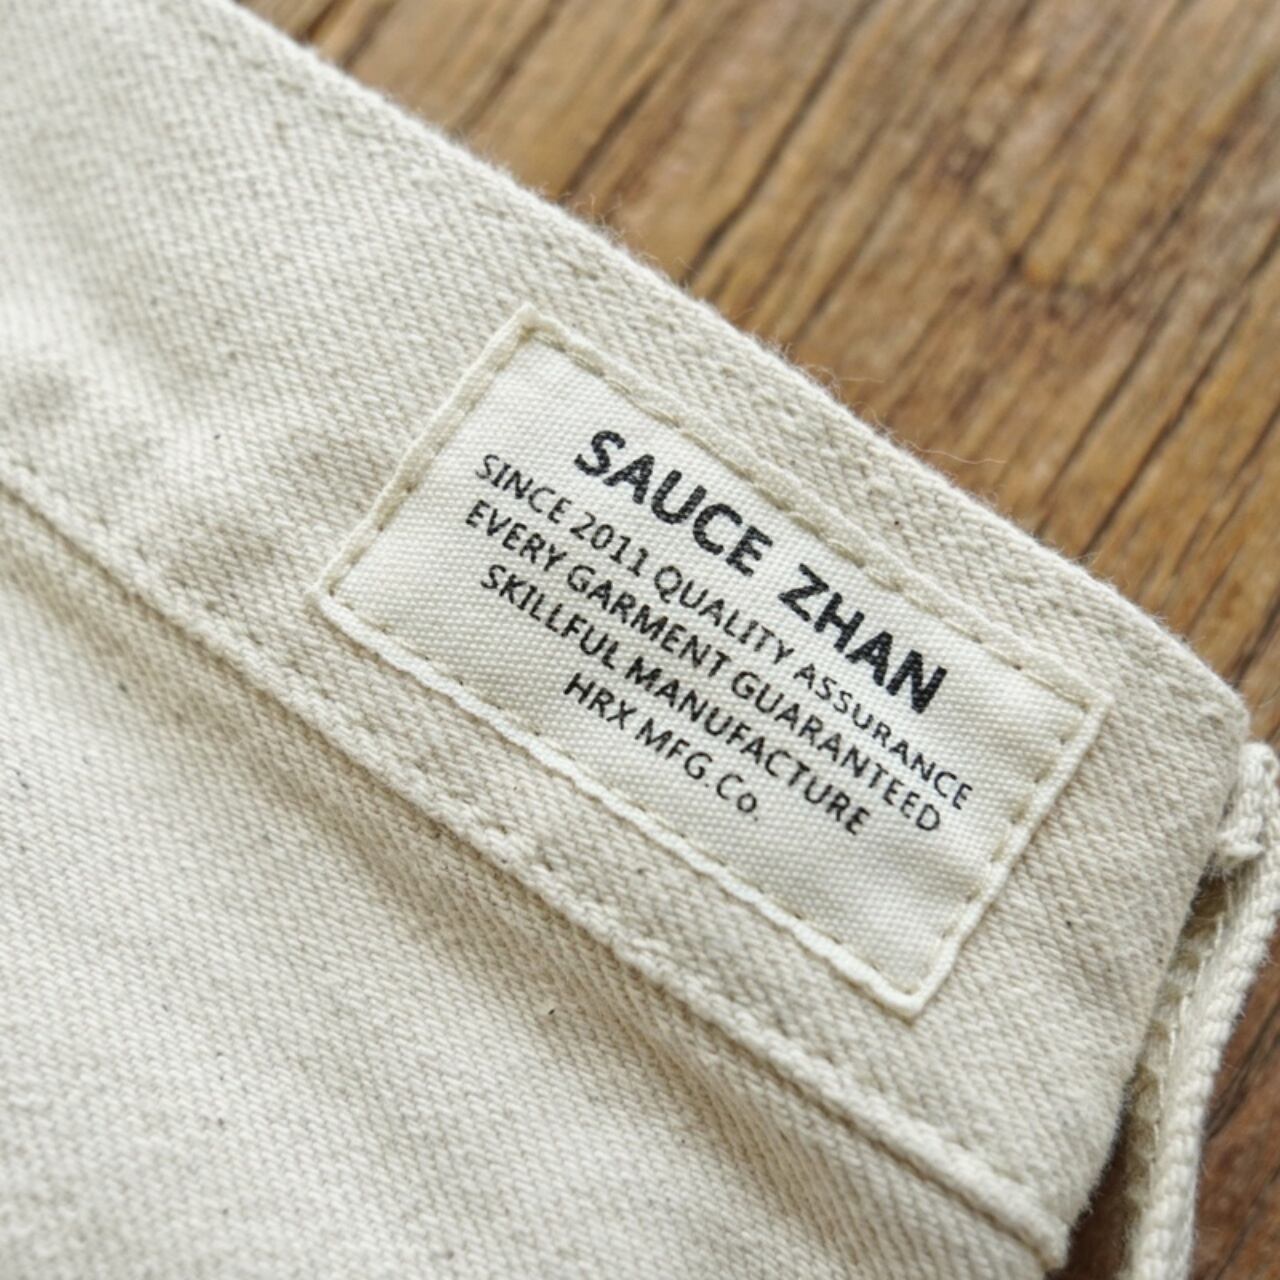 SAUCE ZHAN
SINCE 2011 QUALITY ASSURANCE
EVERY GARMENT GUARANTEED
SKILLFUL MANUFACTURE
HRX MFG.Co.